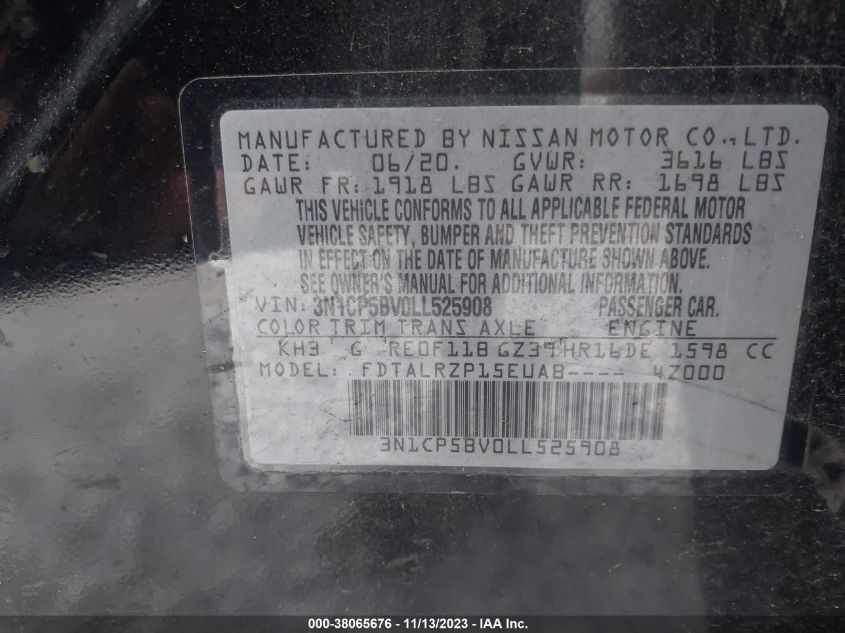 MANUFACTURED BY NISSAN MOTOR CO.,LTD.
DATE: 06/20. GVWR: 3616 LBS
GAWR FR: 1918 LBS GAWR RR: 1698 LBS
THIS VEHICLE CONFORMS TO ALL APPLICABLE FEDERAL MOTOR
VEHICLE SAFETY, BUMPER AND THEFT PREVENTION STANDARDS
IN EFFECT ON THE DATE OF MANUFACTURE SHOWN ABOVE.
SEE OWNER'S MANUAL FOR ADDITIONAL INFORMATION.
VIN: 3N1CP5BV0LL525908 PASSENGER CAR.
COLOR TRIM TRANS AXLE ENGINE
KH3 G RE0F11B GZ39 HR16DE 1598 CC
MODEL: FDTALRZP15EUAB---- 4Z000
3N1CP5BV0LL525908
000-38065676 - 11/13/2023 - IAA Inc.